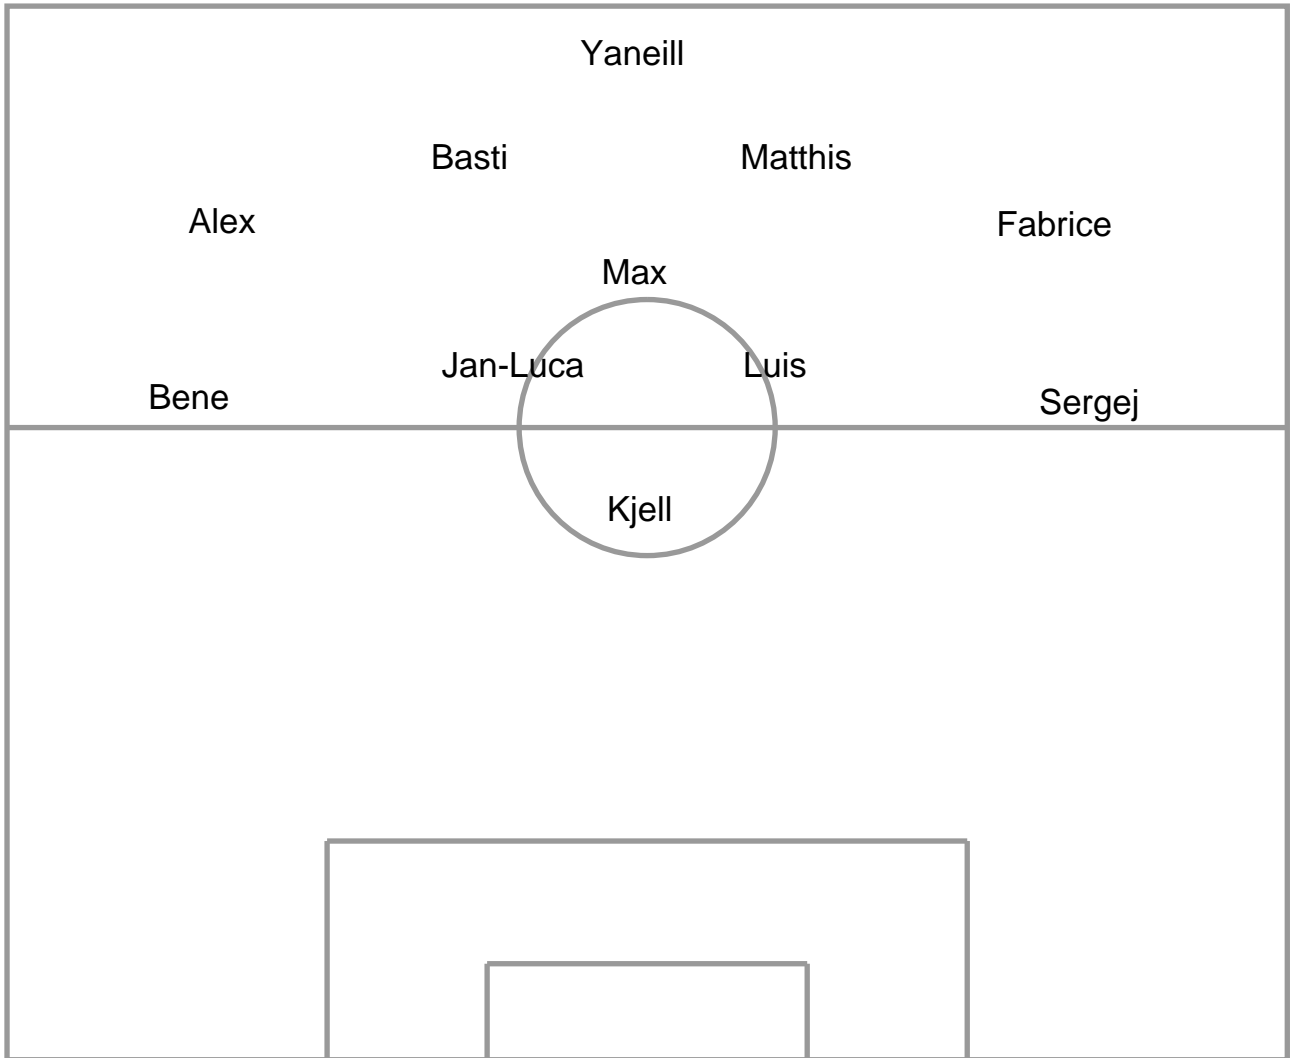 Yaneill
Basti
Matthis
Alex
Fabrice
Max
Jan-Luca
Luis
Bene
Sergej
Kjell